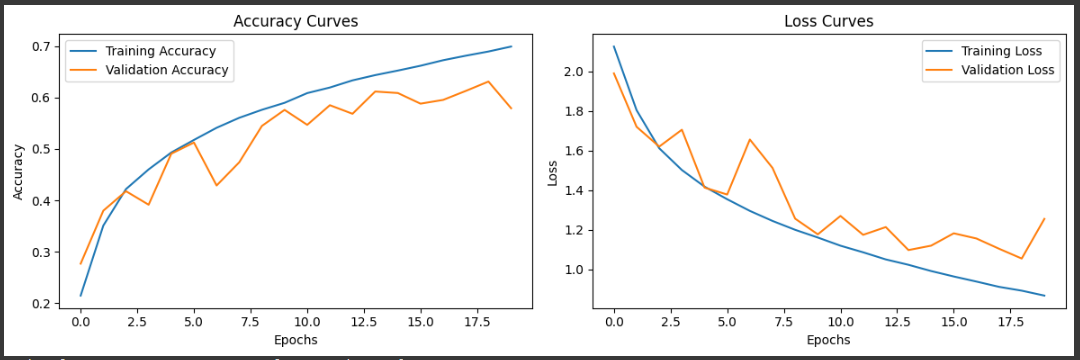 Accuracy Curves
Training Accuracy
Validation Accuracy
Accuracy
0.7
0.6
0.5
0.4
0.3
0.2
0.0 2.5 5.0 7.5 10.0 12.5 15.0 17.5
Epochs
Loss Curves
Training Loss
Validation Loss
Loss
2.0
1.8
1.6
1.4
1.2
1.0
0.0 2.5 5.0 7.5 10.0 12.5 15.0 17.5
Epochs